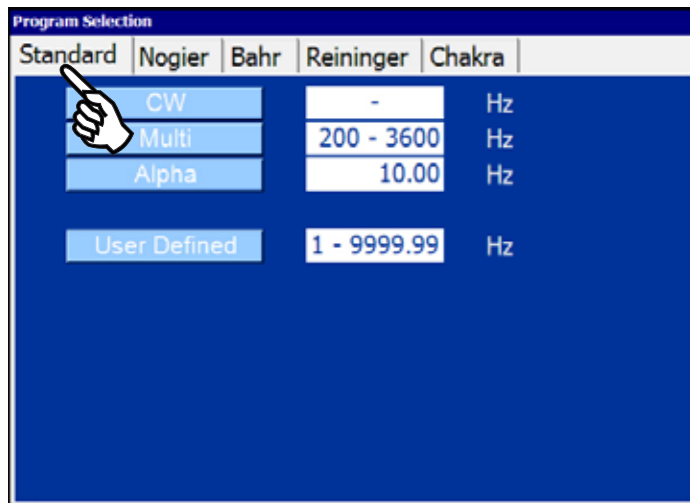 Program Selection
Standard Nogier Bahr Reininger Chakra
CW - Hz
Multi 200 - 3600 Hz
Alpha 10.00 Hz
User Defined 1 - 9999.99 Hz